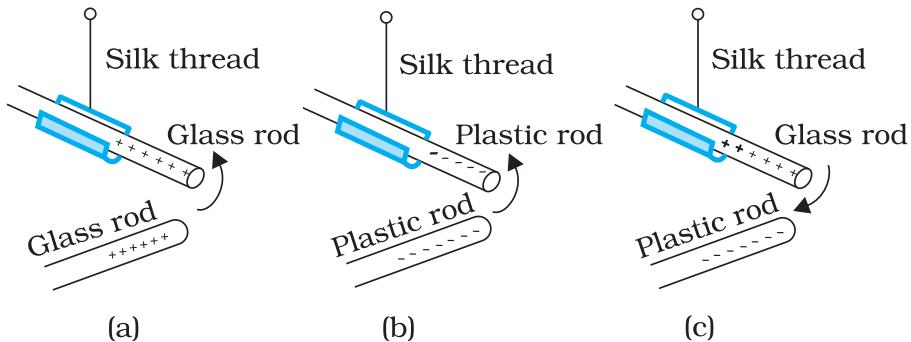 Silk thread
Glass rod
Glass rod
++++++
++++++
(a)
Silk thread
Plastic rod
Plastic rod
- - - - - -
- - - - - - -
(b)
Silk thread
Glass rod
Plastic rod
++++++
- - - - - - -
(c)